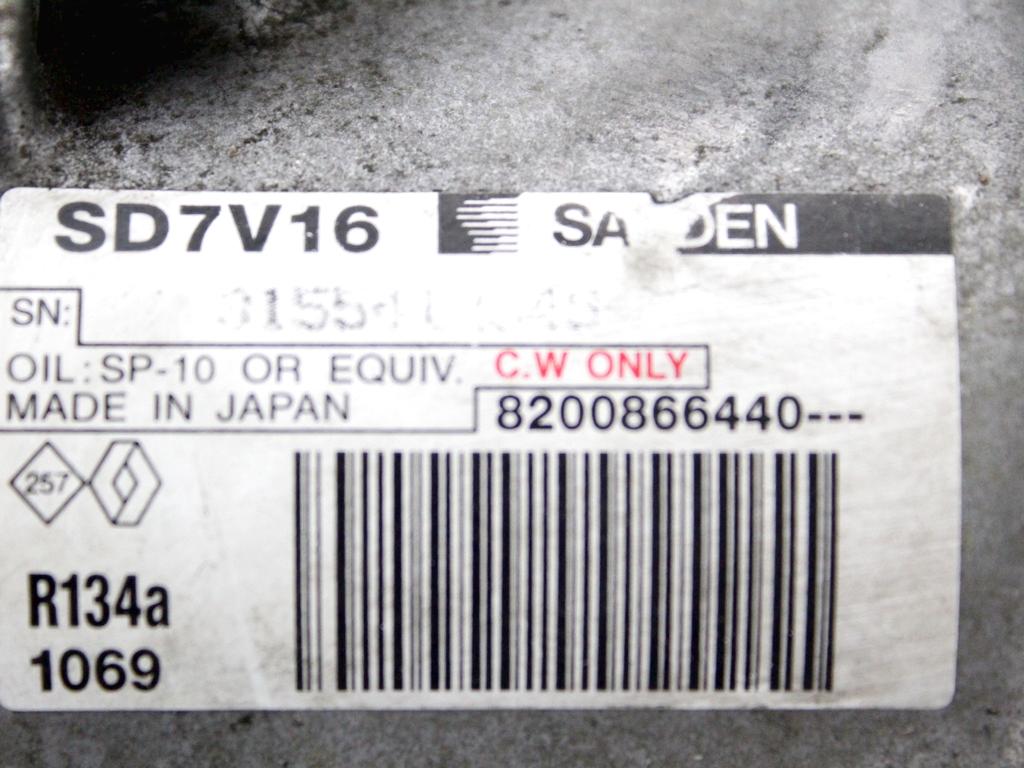 SD7V16
SN:
OIL: SP-10 OR EQUIV. C.W ONLY
MADE IN JAPAN 8200866440---
257
R134a
1069